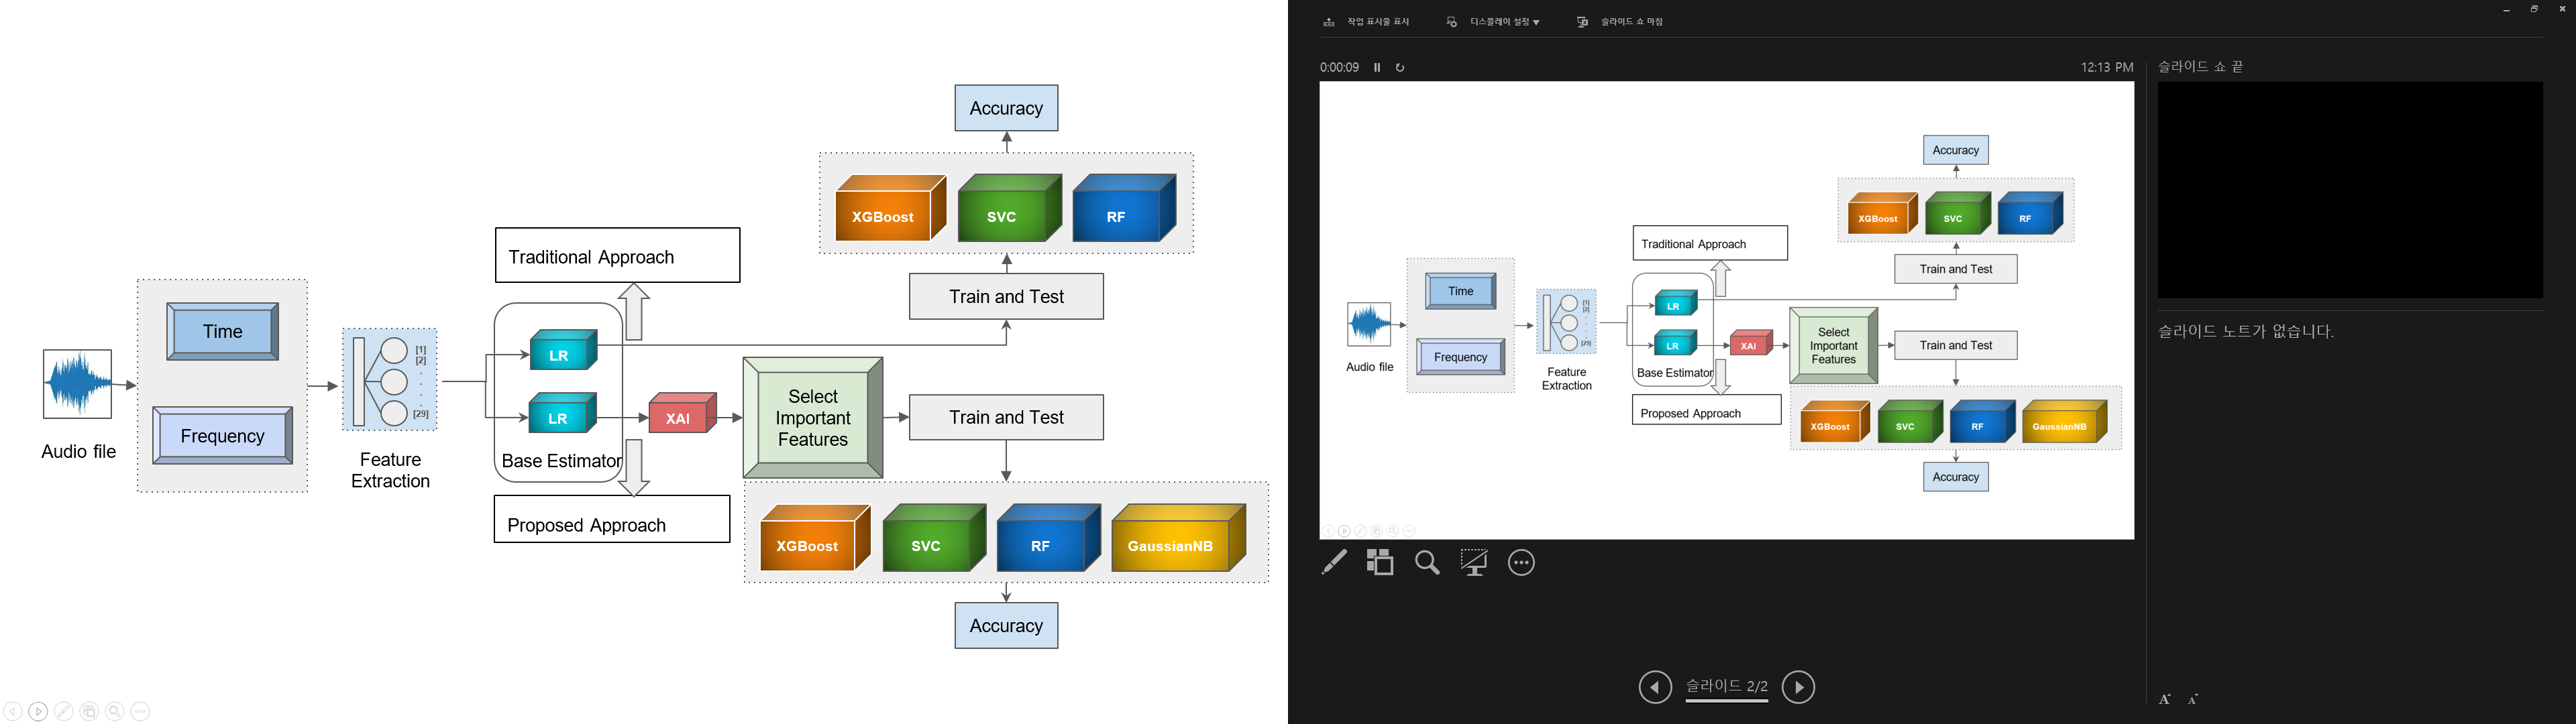 Accuracy
XGBoost
SVC
RF
Traditional Approach
Train and Test
Time
Frequency
Audio file
[1]
[2]
[29]
Feature
Extraction
LR
LR
Base Estimator
XAI
Select
Important
Features
Train and Test
Proposed Approach
XGBoost
SVC
RF
GaussianNB
Accuracy
작업 표시줄 표시
디스플레이 설정
슬라이드 쇼 마침
0:00:09
12:13 PM
Accuracy
XGBoost
SVC
RF
Traditional Approach
Train and Test
Time
Frequency
Audio file
[1]
[2]
[29]
Feature
Extraction
LR
LR
Base Estimator
XAI
Select
Important
Features
Train and Test
Proposed Approach
XGBoost
SVC
RF
GaussianNB
Accuracy
슬라이드 2/2
슬라이드 쇼 끝
슬라이드 노트가 없습니다.
A
A